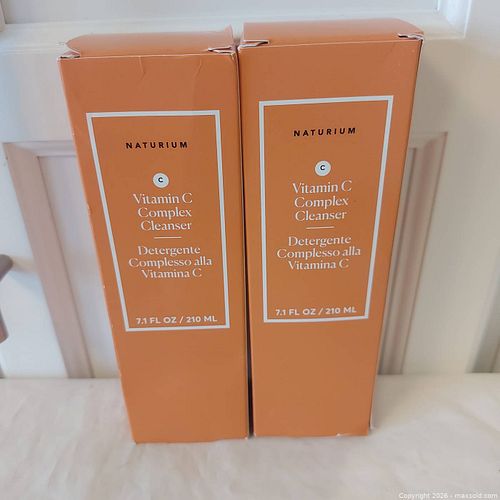 NATURIUM
C
Vitamin C
Complex
Cleanser
Detergente
Complesso alla
Vitamina C
7.1 FL OZ / 210 ML
NATURIUM
C
Vitamin C
Complex
Cleanser
Detergente
Complesso alla
Vitamina C
7.1 FL OZ / 210 ML
Copyright 2026 - maxsold.com